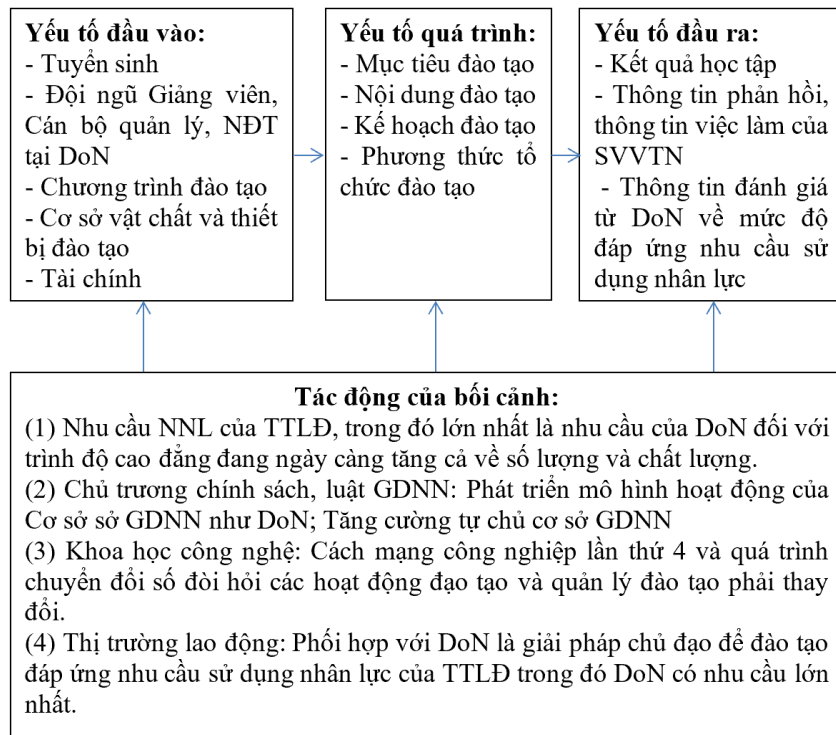 Yếu tố đầu vào:
- Tuyển sinh
- Đội ngũ Giảng viên,
Cán bộ quản lý, NĐT
tại DoN
- Chương trình đào tạo
- Cơ sở vật chất và thiết
bị đào tạo
- Tài chính
Yếu tố quá trình:
- Mục tiêu đào tạo
- Nội dung đào tạo
- Kế hoạch đào tạo
- Phương thức tổ
chức đào tạo
Yếu tố đầu ra:
- Kết quả học tập
- Thông tin phản hồi,
thông tin việc làm của
SVVTN
- Thông tin đánh giá
từ DoN về mức độ
đáp ứng nhu cầu sử
dụng nhân lực
Tác động của bối cảnh:
(1) Nhu cầu NNL của TTLĐ, trong đó lớn nhất là nhu cầu của DoN đối với
trình độ cao đẳng đang ngày càng tăng cả về số lượng và chất lượng.
(2) Chủ trương chính sách, luật GDNN: Phát triển mô hình hoạt động của
Cơ sở sở GDNN như DoN; Tăng cường tự chủ cơ sở GDNN
(3) Khoa học công nghệ: Cách mạng công nghiệp lần thứ 4 và quá trình
chuyển đổi số đòi hỏi các hoạt động đạo tạo và quản lý đào tạo phải thay
đổi.
(4) Thị trường lao động: Phối hợp với DoN là giải pháp chủ đạo để đào tạo
đáp ứng nhu cầu sử dụng nhân lực của TTLĐ trong đó DoN có nhu cầu lớn
nhất.